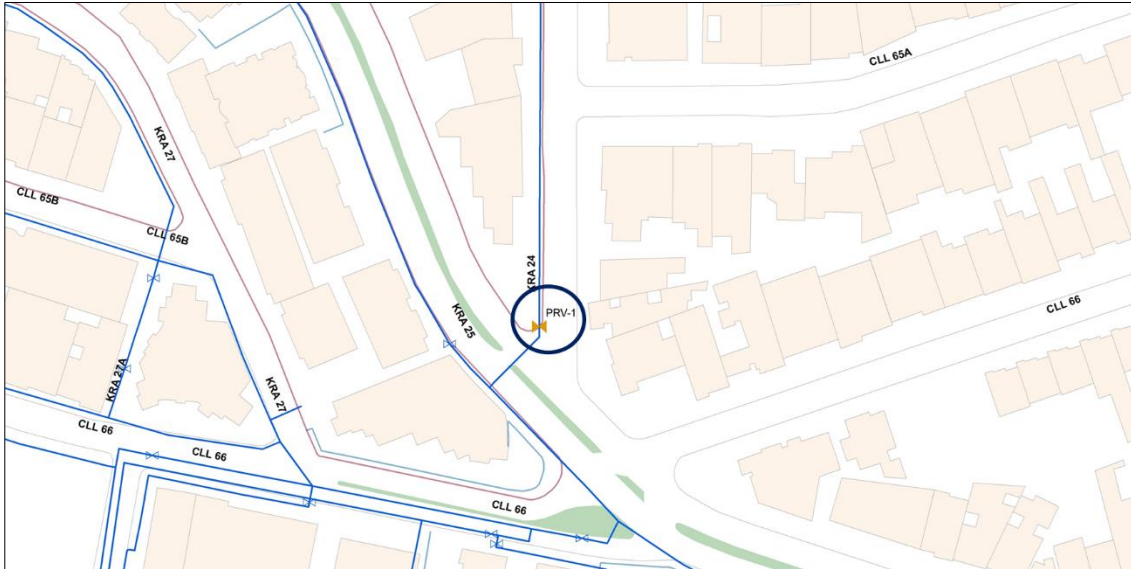 CLL 65A
KRA 27
CLL 65B
CLL 65B
KRA 24
PRV-1
CLL 66
KRA 25
KRA 27A
KRA 27
CLL 66
CLL 66
CLL 66